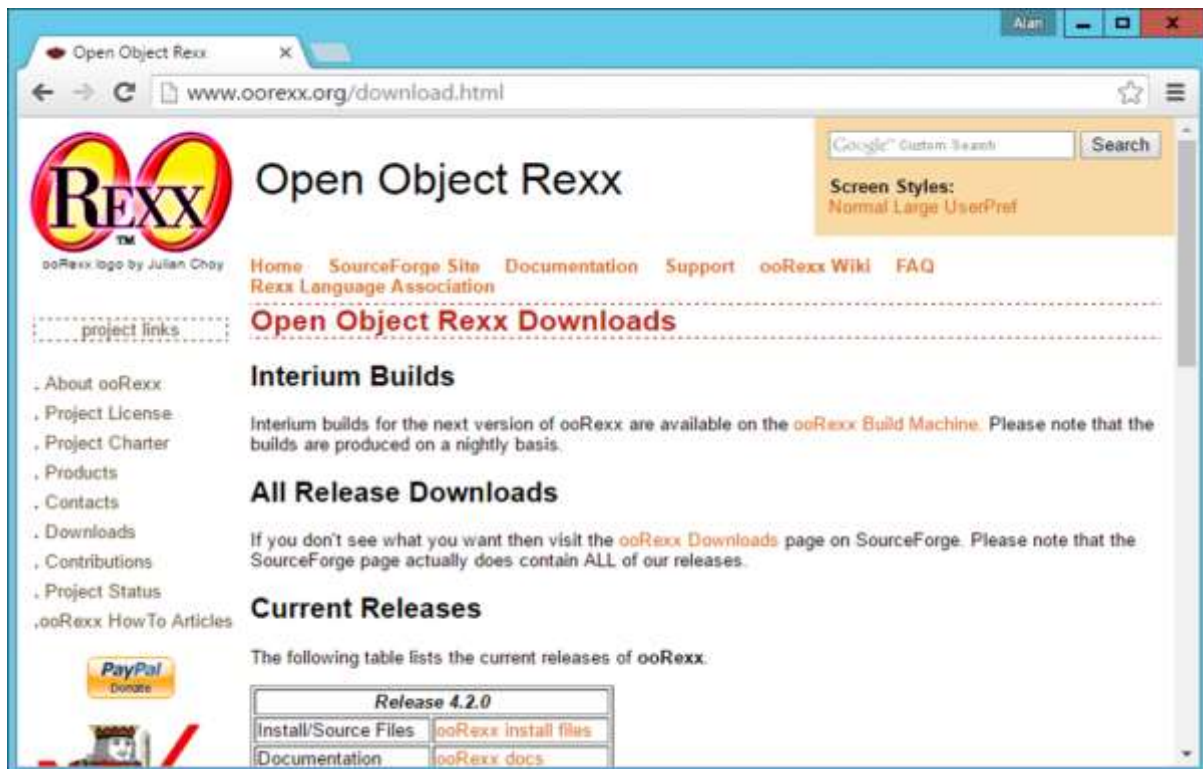 Alan
Open Object Rexx
www.oorexx.org/download.html
REXX
TM
ooRexx logo by Julian Choy
Open Object Rexx
Google™ Custom Search
Search
Screen Styles:
Normal Large UserPref
Home SourceForge Site Documentation Support ooRexx Wiki FAQ
Rexx Language Association
project links
. About ooRexx
. Project License
. Project Charter
. Products
. Contacts
. Downloads
. Contributions
. Project Status
.ooRexx HowTo Articles
PayPal
Donate
Open Object Rexx Downloads
Interium Builds
Interium builds for the next version of ooRexx are available on the ooRexx Build Machine. Please note that the
builds are produced on a nightly basis.
All Release Downloads
If you don't see what you want then visit the ooRexx Downloads page on SourceForge. Please note that the
SourceForge page actually does contain ALL of our releases.
Current Releases
The following table lists the current releases of ooRexx.
Release 4.2.0
Install/Source Files ooRexx install files
Documentation ooRexx docs